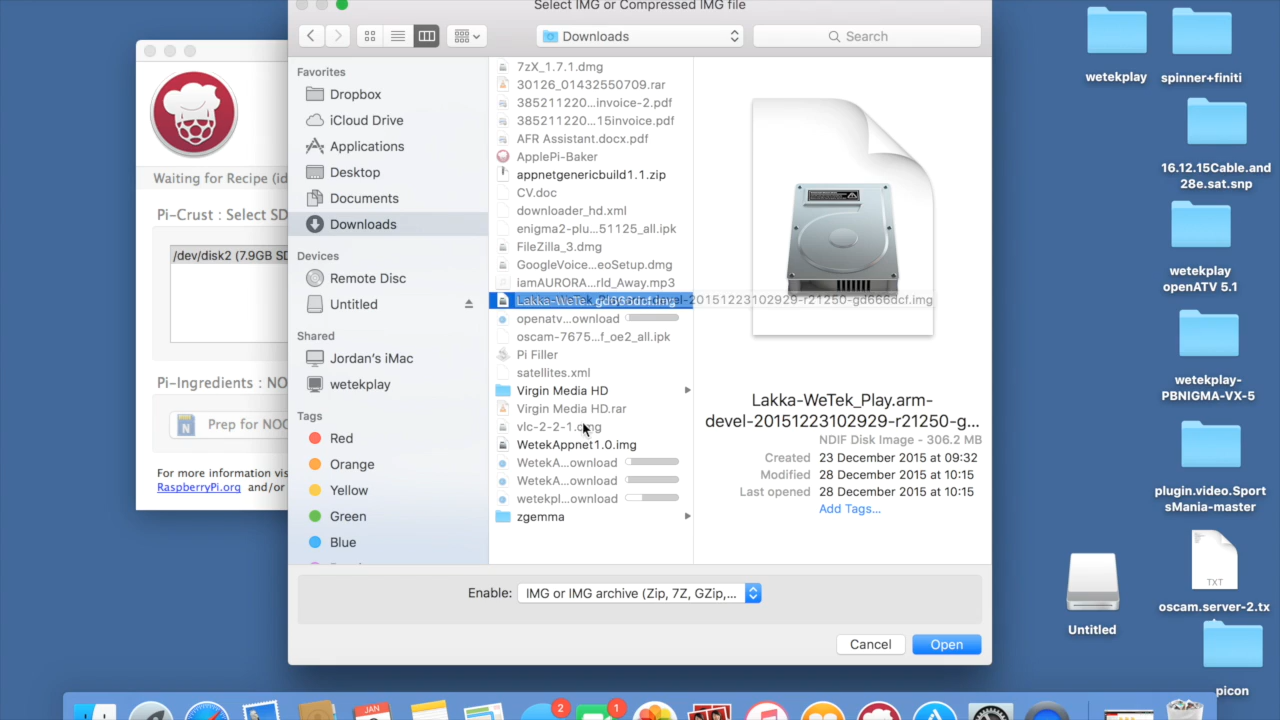 Select IMG or Compressed IMG file
Downloads
Search
Favorites
Dropbox
iCloud Drive
Applications
Desktop
Documents
Downloads
Devices
Remote Disc
Untitled
Shared
Jordan's iMac
wetekplay
Tags
Red
Orange
Yellow
Green
Blue
7zX_1.7.1.dmg
30126_01432550709.rar
385211220...invoice-2.pdf
385211220...15invoice.pdf
AFR Assistant.docx.pdf
ApplePi-Baker
appnetgenericbuild1.1.zip
CV.doc
downloader_hd.xml
enigma2-plu...51125_all.ipk
FileZilla_3.dmg
GoogleVoice...eoSetup.dmg
iamAURORA...rld_Away.mp3
Lakka-WeTek_Play.arm-devel-20151223102929-r21250-gd666dcf.img
openatv...ownload
oscam-7675...f_oe2_all.ipk
Pi Filler
satellites.xml
Virgin Media HD
Virgin Media HD.rar
vlc-2-2-1.dmg
WetekAppnet1.0.img
WetekA...ownload
WetekA...ownload
wetekpl...ownload
zgemma
Lakka-WeTek_Play.arm-
devel-20151223102929-r21250-g...
NDIF Disk Image - 306.2 MB
Created 23 December 2015 at 09:32
Modified 28 December 2015 at 10:15
Last opened 28 December 2015 at 10:15
Add Tags...
Enable: IMG or IMG archive (Zip, 7Z, GZip,...
Cancel
Open
Waiting for Recipe (id
Pi-Crust : Select SD
/dev/disk2 (7.9GB SD
Pi-Ingredients : NO
Prep for NOO
For more information vis
RaspberryPi.org and/or
wetekplay
spinner+finiti
16.12.15Cable.and
28e.sat.snp
wetekplay
openATV 5.1
wetekplay-
PBNIGMA-VX-5
plugin.video.Sport
sMania-master
TXT
oscam.server-2.tx
Untitled
picon
JAN
2
1